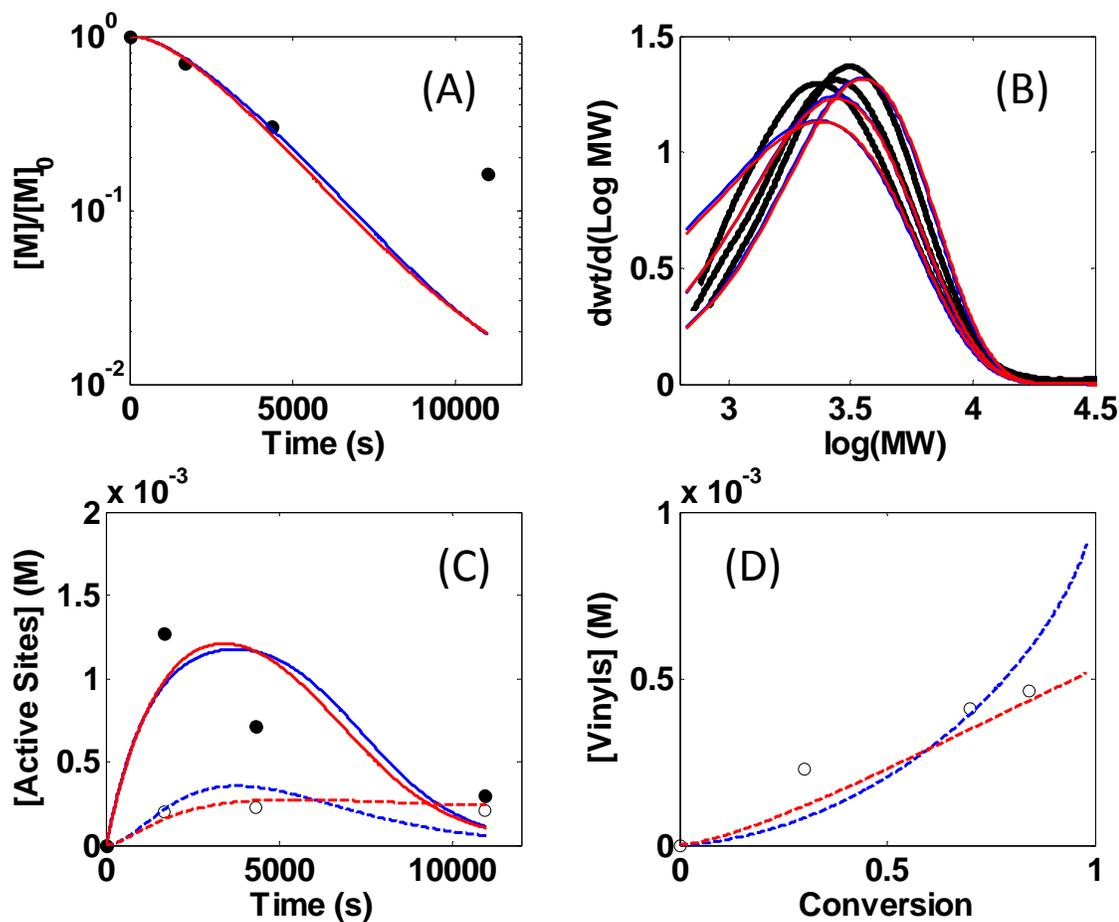 10^0
10^-1
10^-2
[M]/[M]_0
(A)
0 5000 10000
Time (s)
1.5
1
0.5
0
dwt/d(Log MW)
(B)
3 3.5 4 4.5
log(MW)
x 10^-3
2
1.5
1
0.5
0
[Active Sites] (M)
(C)
0 5000 10000
Time (s)
x 10^-3
1
0.5
0
[Vinyls] (M)
(D)
0 0.5 1
Conversion